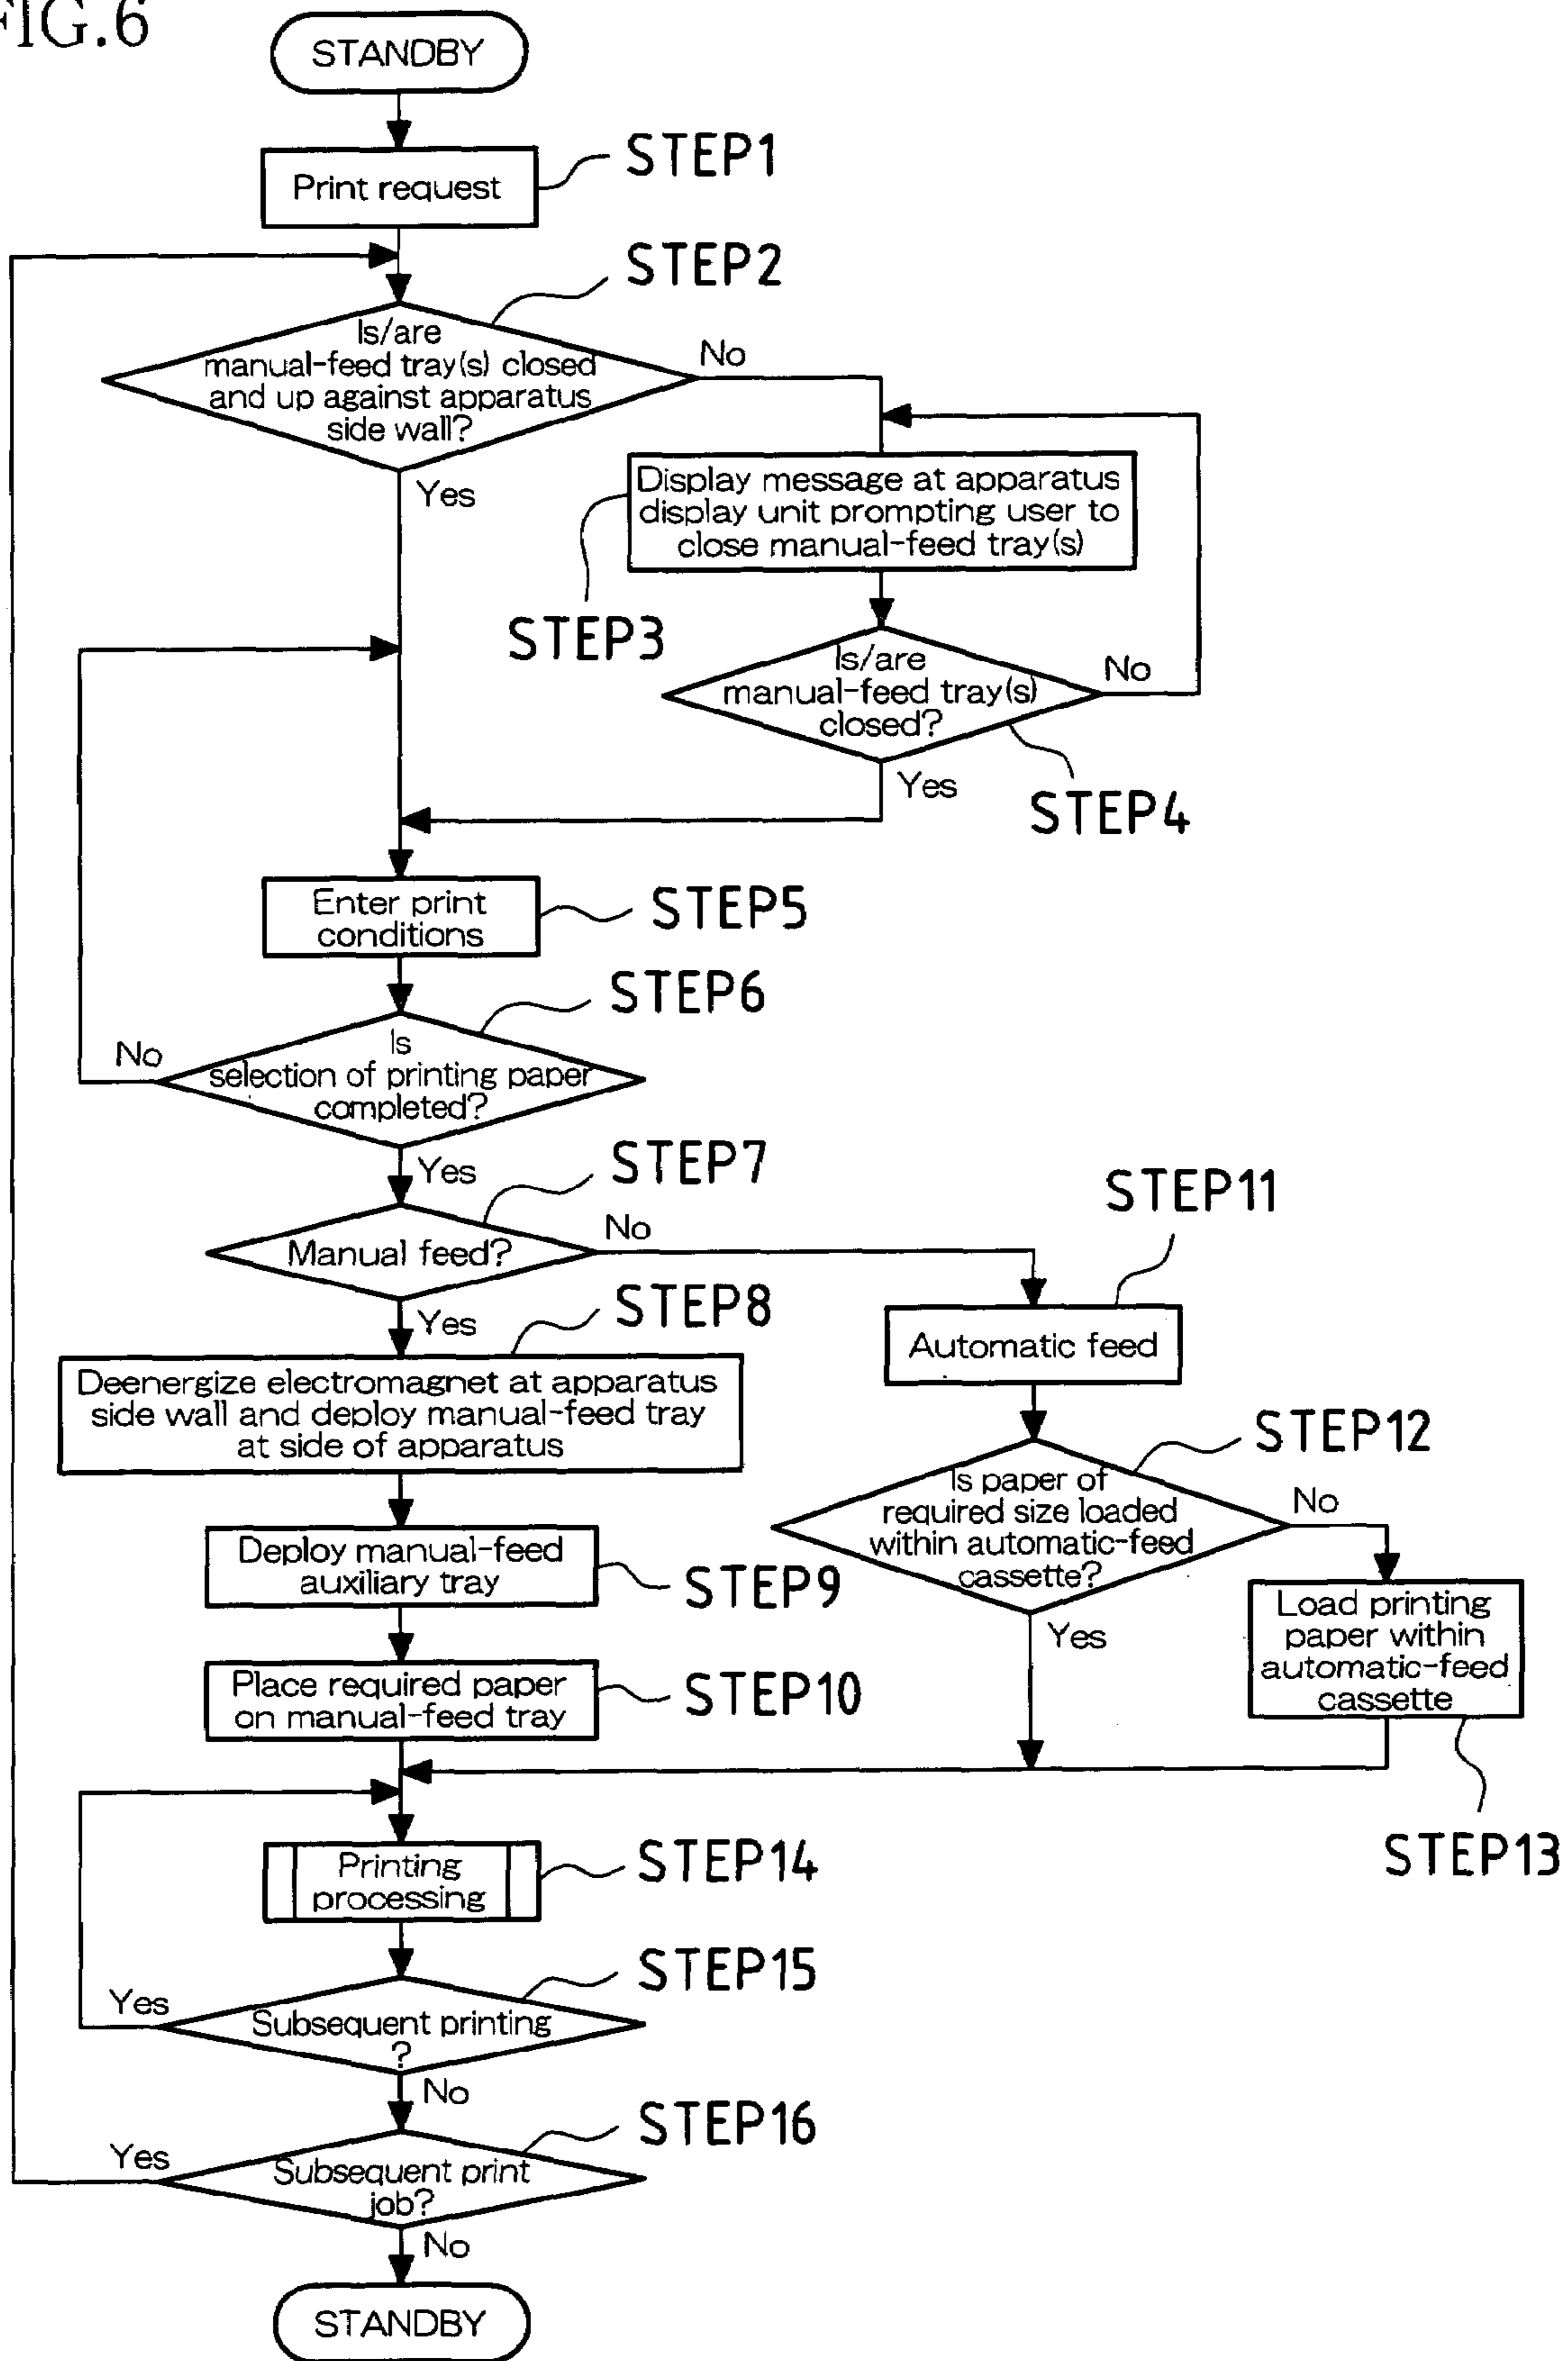 FIG.6
STANDBY
Print request
STEP1
STEP2
Is/are
manual-feed tray(s) closed
and up against apparatus
side wall?
No
Yes
Display message at apparatus
display unit prompting user to
close manual-feed tray(s)
STEP3
Is/are
manual-feed tray(s)
closed?
No
Yes
STEP4
Enter print
conditions
STEP5
STEP6
Is
selection of printing paper
completed?
No
Yes
STEP7
Manual feed?
No
Yes
STEP8
Deenergize electromagnet at apparatus
side wall and deploy manual-feed tray
at side of apparatus
Deploy manual-feed
auxiliary tray
STEP9
Place required paper
on manual-feed tray
STEP10
STEP11
Automatic feed
STEP12
Is paper of
required size loaded
within automatic-feed
cassette?
No
Yes
Load printing
paper within
automatic-feed
cassette
STEP13
Printing
processing
STEP14
STEP15
Subsequent printing
?
Yes
No
STEP16
Subsequent print
job?
Yes
No
STANDBY